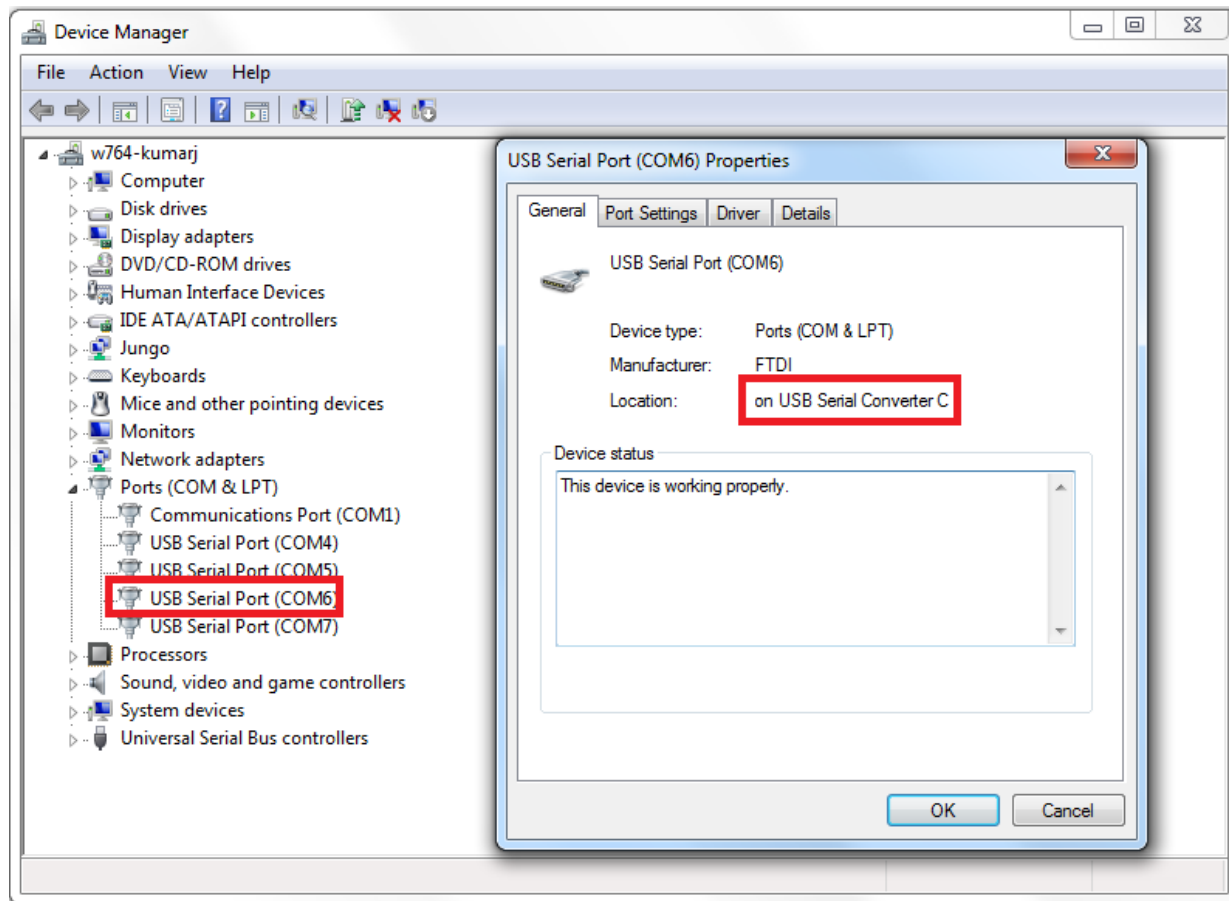 Device Manager
File Action View Help
w764-kumarj
Computer
Disk drives
Display adapters
DVD/CD-ROM drives
Human Interface Devices
IDE ATA/ATAPI controllers
Jungo
Keyboards
Mice and other pointing devices
Monitors
Network adapters
Ports (COM & LPT)
Communications Port (COM1)
USB Serial Port (COM4)
USB Serial Port (COM5)
USB Serial Port (COM6)
USB Serial Port (COM7)
Processors
Sound, video and game controllers
System devices
Universal Serial Bus controllers
USB Serial Port (COM6) Properties
General Port Settings Driver Details
USB Serial Port (COM6)
Device type: Ports (COM & LPT)
Manufacturer: FTDI
Location: on USB Serial Converter C
Device status
This device is working properly.
OK Cancel